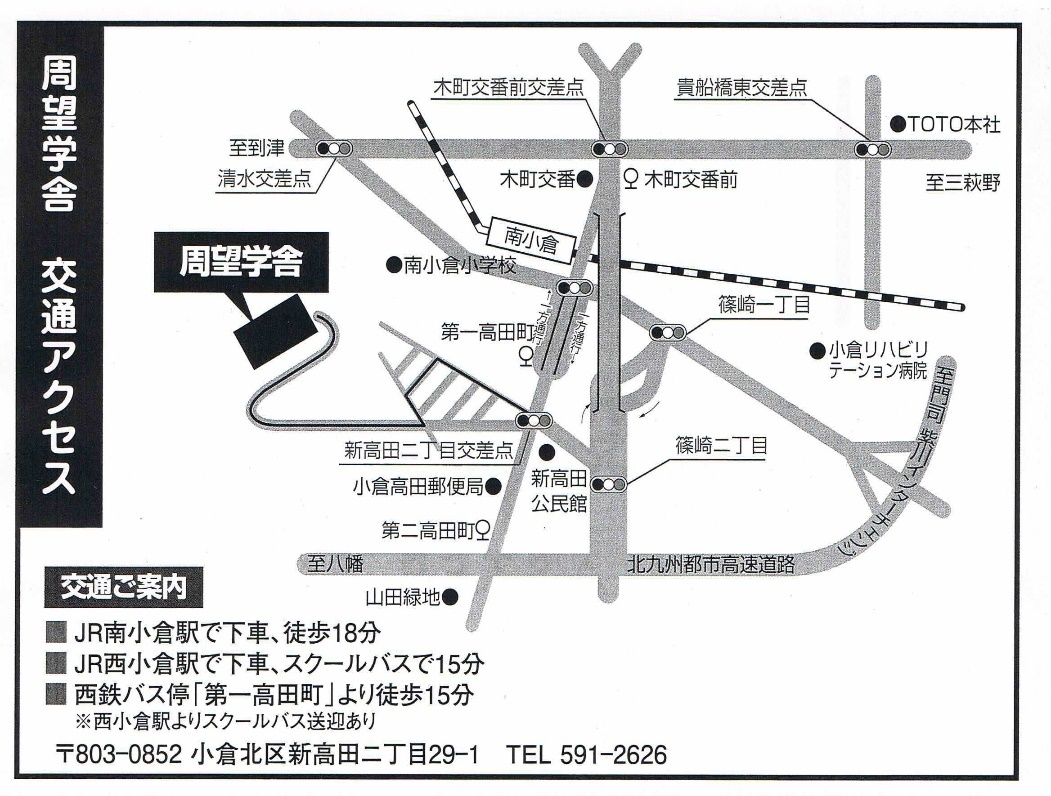 周望学舎 交通アクセス
木町交番前交差点
貴船橋東交差点
●TOTO本社
至到津
清水交差点
木町交番●
木町交番前
至三萩野
南小倉
周望学舎
●南小倉小学校
篠崎一丁目
←一方通行
一方通行→
第一高田町
●小倉リハビリ
テーション病院
至門司
紫川インターチェンジ
新高田二丁目交差点
篠崎二丁目
小倉高田郵便局●
新高田
公民館
第二高田町
至八幡
北九州都市高速道路
山田緑地●
交通ご案内
■ JR南小倉駅で下車、徒歩18分
■ JR西小倉駅で下車、スクールバスで15分
■ 西鉄バス停「第一高田町」より徒歩15分
※西小倉駅よりスクールバス送迎あり
〒803-0852 小倉北区新高田二丁目29-1 TEL 591-2626